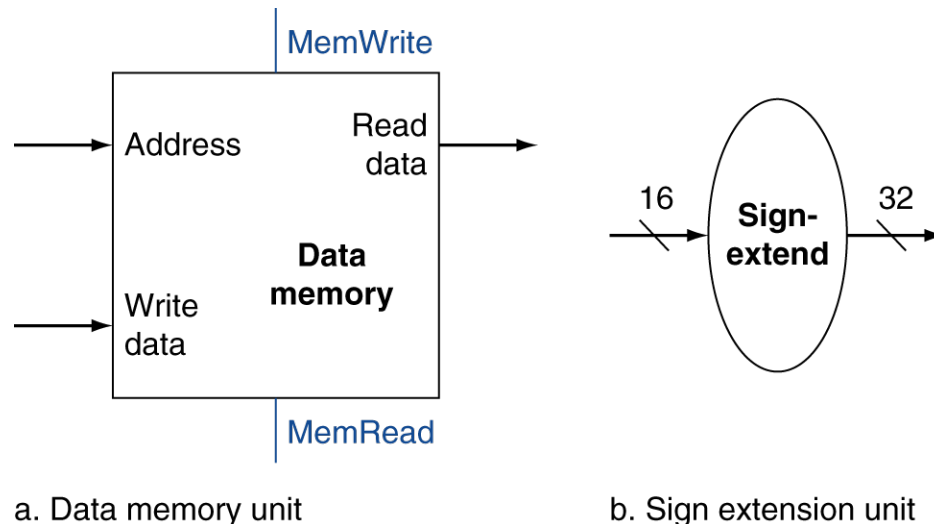 MemWrite
Address
Read
data
Data
memory
Write
data
MemRead
a. Data memory unit
16
Sign-
extend
32
b. Sign extension unit